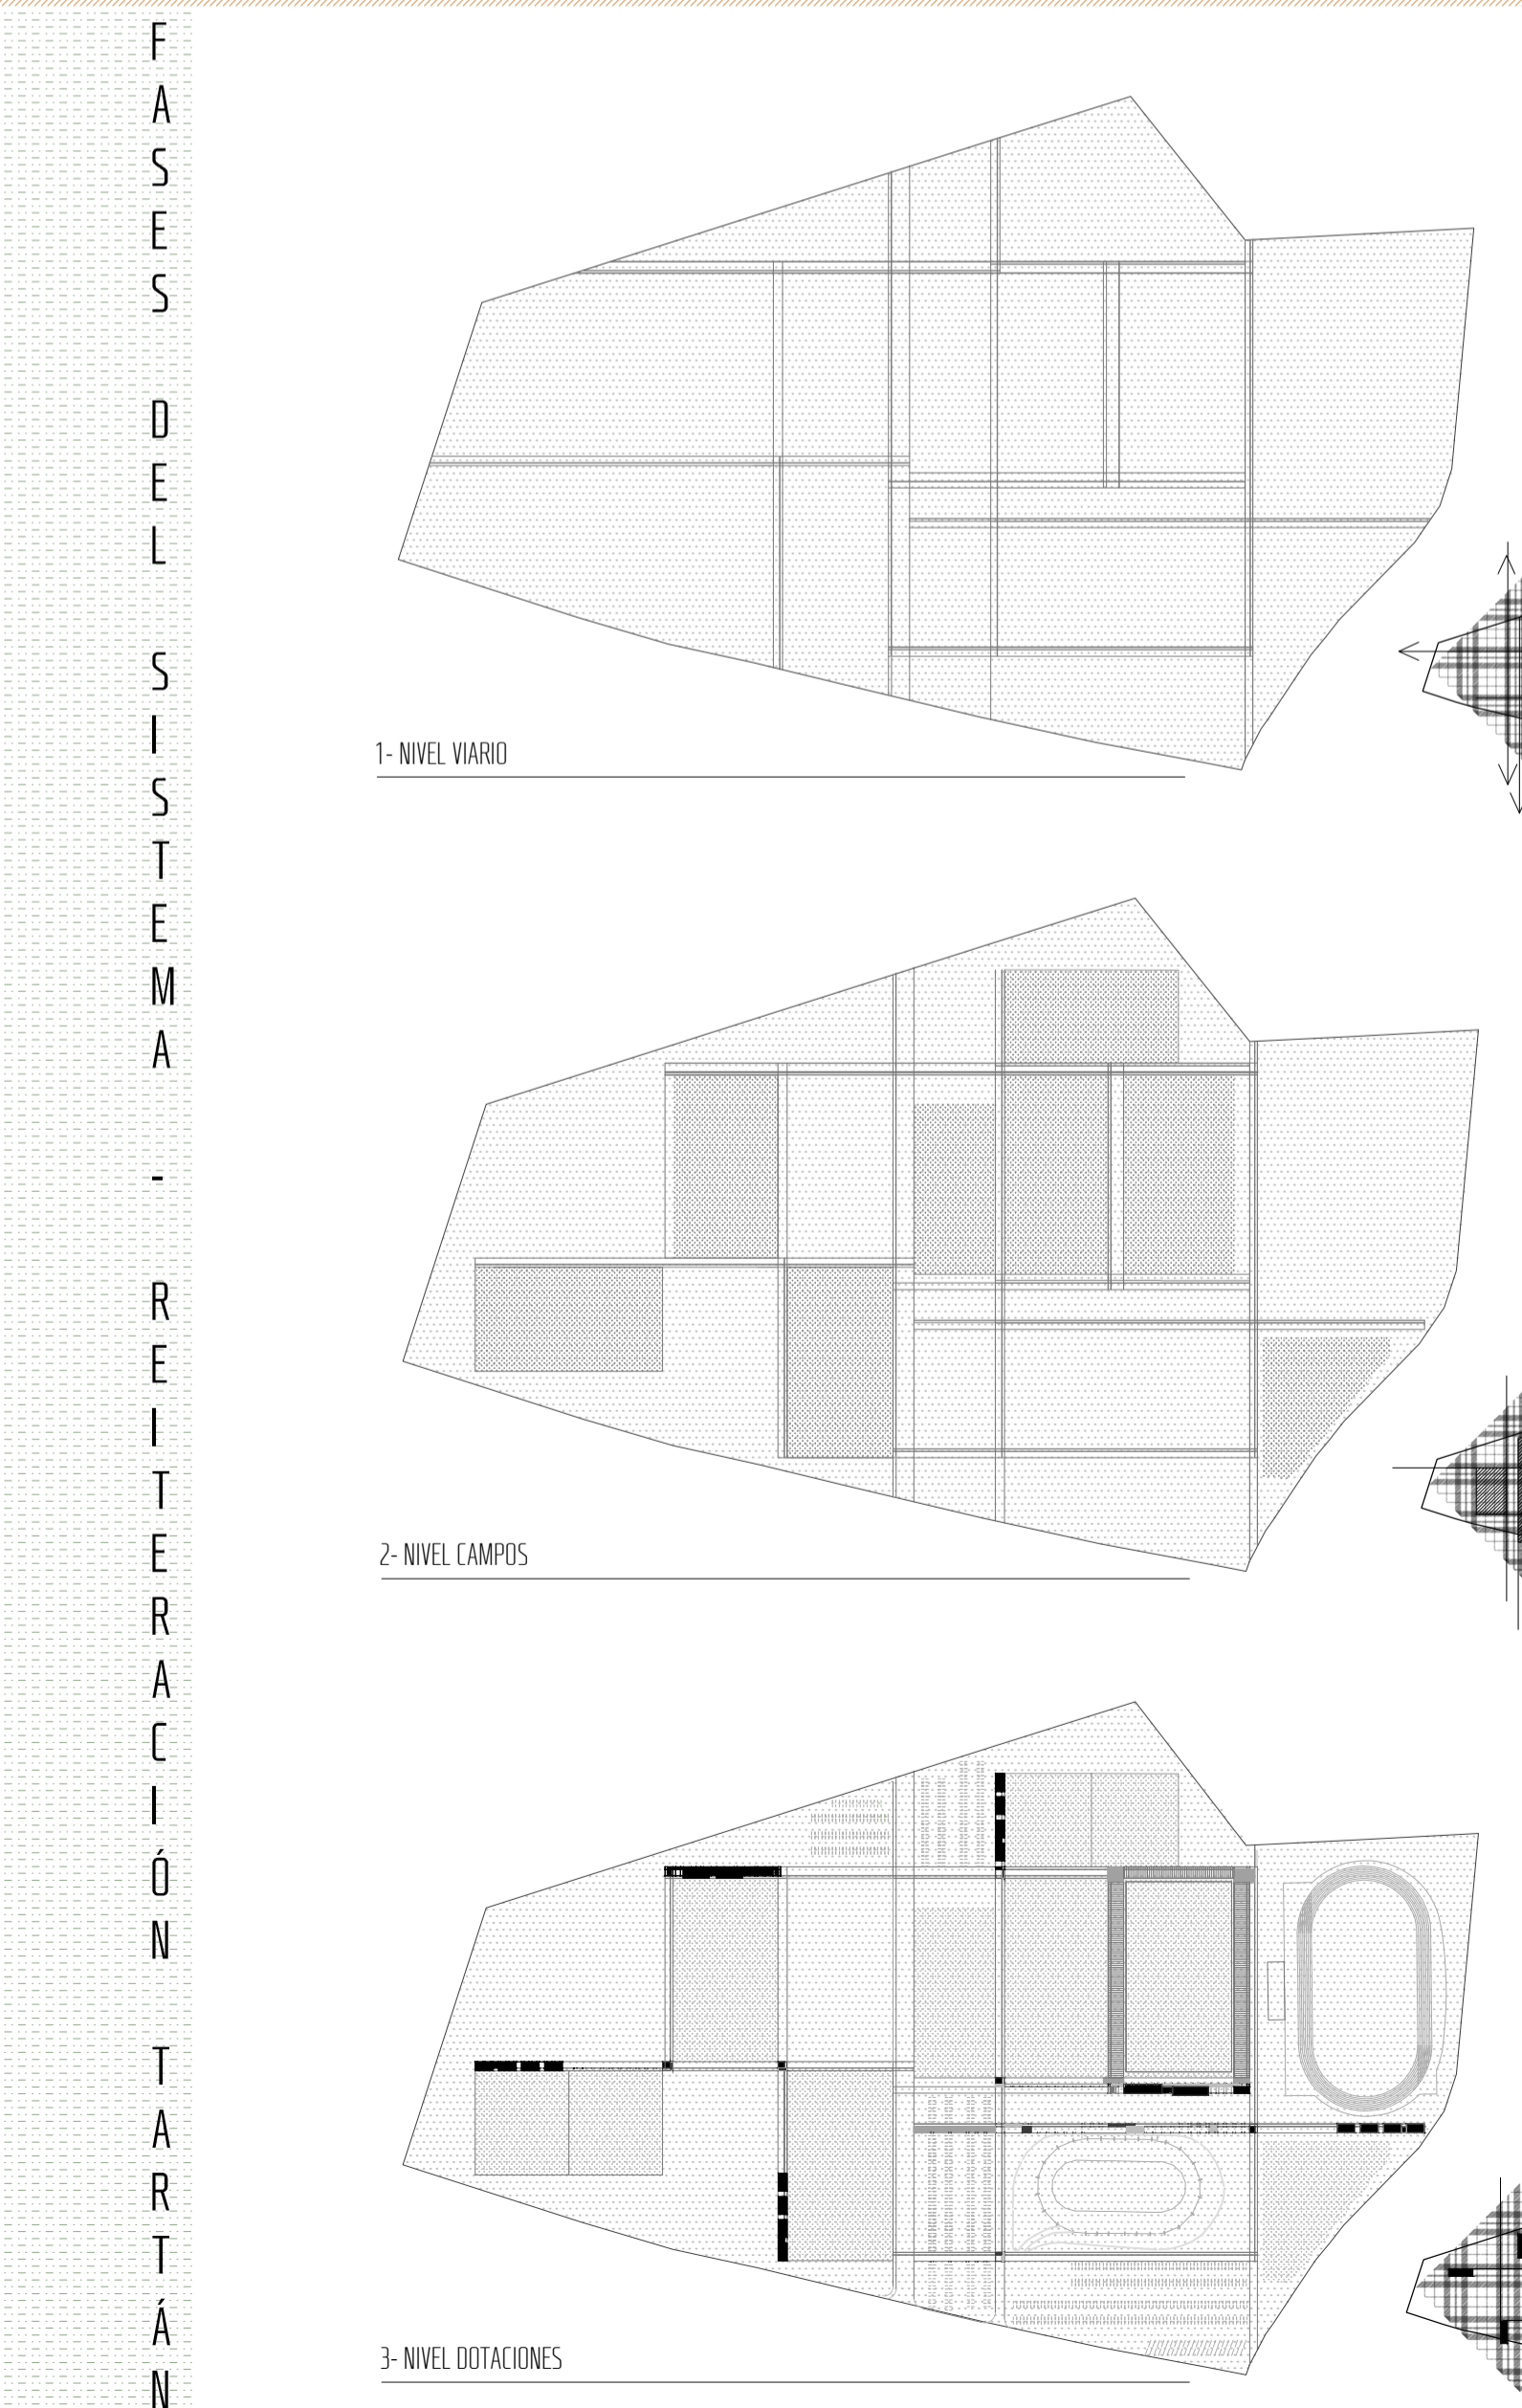 FASES DEL SISTEMA - REITERACIÓN TARTÁN
1- NIVEL VIARIO
2- NIVEL CAMPOS
3- NIVEL DOTACIONES